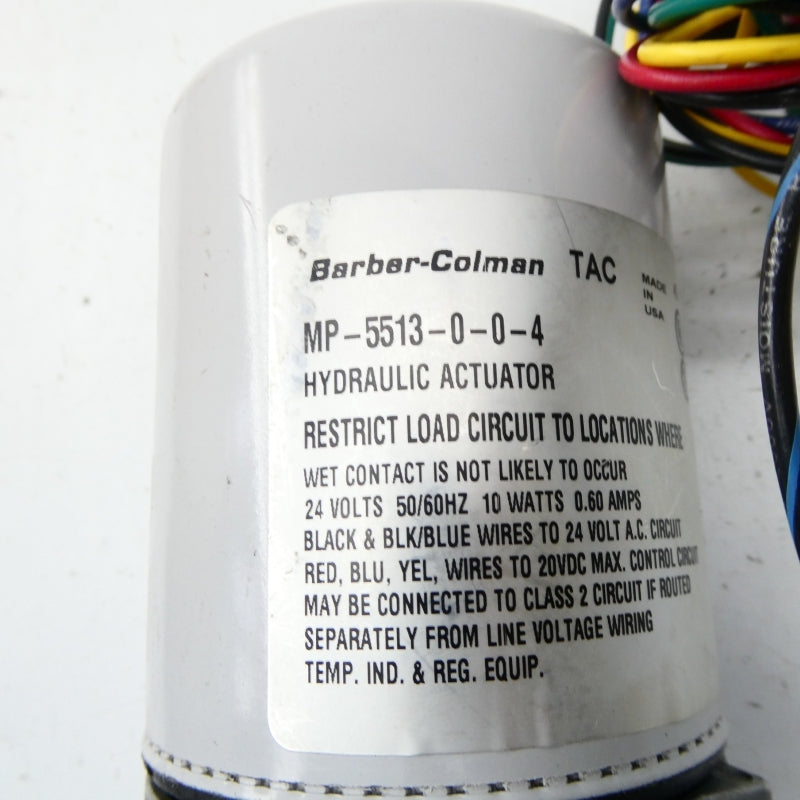 Barber-Colman TAC
MADE
IN
USA
MP-5513-0-0-4
HYDRAULIC ACTUATOR
RESTRICT LOAD CIRCUIT TO LOCATIONS WHERE
WET CONTACT IS NOT LIKELY TO OCCUR
24 VOLTS 50/60HZ 10 WATTS 0.60 AMPS
BLACK & BLK/BLUE WIRES TO 24 VOLT A.C. CIRCUIT
RED, BLU, YEL, WIRES TO 20VDC MAX. CONTROL CIRCUIT
MAY BE CONNECTED TO CLASS 2 CIRCUIT IF ROUTED
SEPARATELY FROM LINE VOLTAGE WIRING
TEMP. IND. & REG. EQUIP.